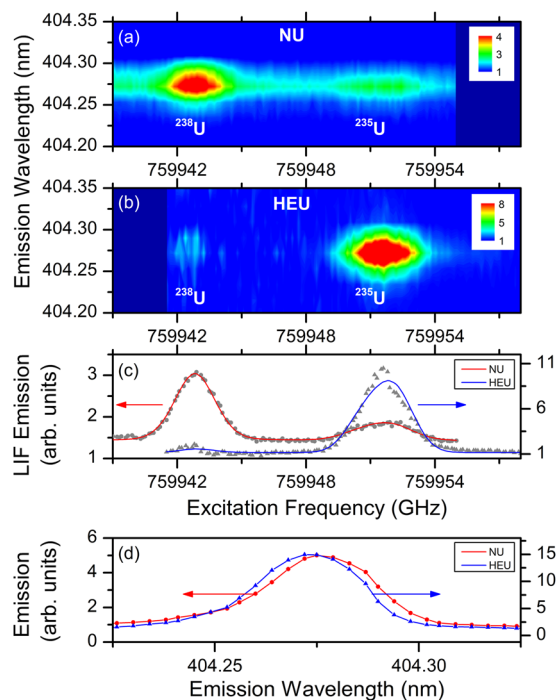 (a) NU
404.35
404.30
404.25
404.20
4
3
1
²³⁸U ²³⁵U
759942 759948 759954
Emission Wavelength (nm)
(b) HEU
404.35
404.30
404.25
404.20
8
5
1
²³⁸U ²³⁵U
759942 759948 759954
(c)
NU
HEU
3
2
1
11
9
6
4
1
LIF Emission
(arb. units)
759942 759948 759954
Excitation Frequency (GHz)
(d)
NU
HEU
6
4
2
0
15
10
5
0
Emission
(arb. units)
404.25 404.30
Emission Wavelength (nm)